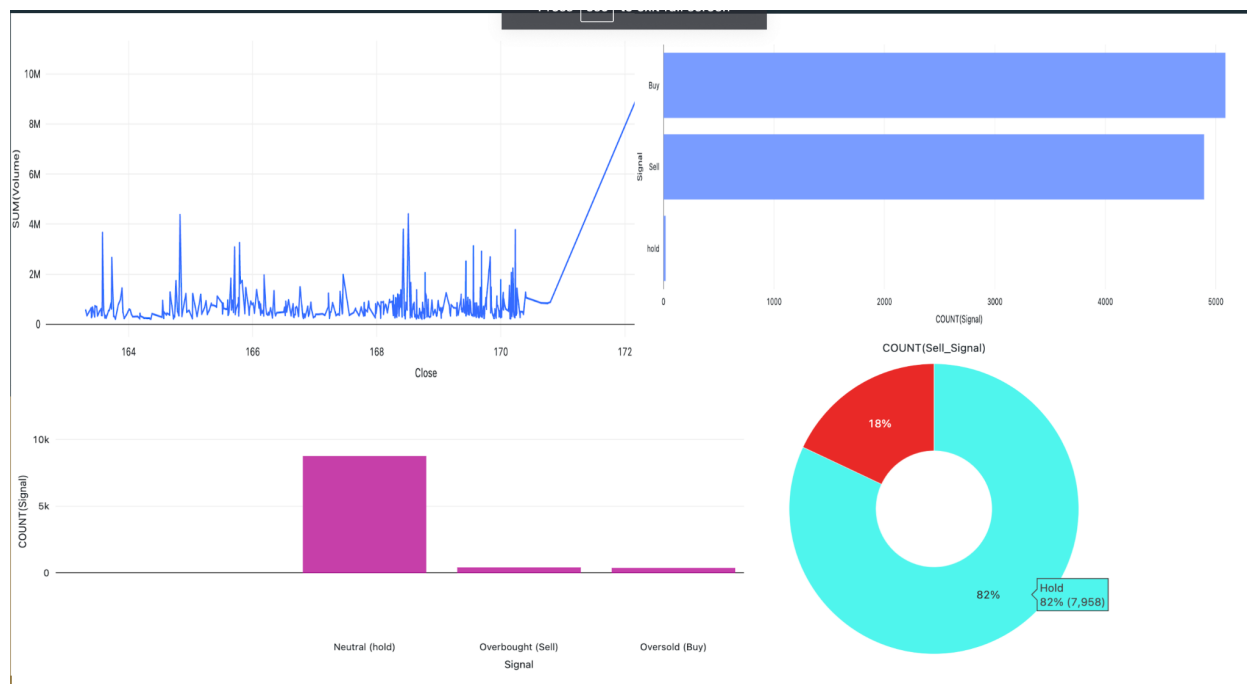 10M
8M
6M
4M
2M
0
SUM(Volume)
164
166
168
170
172
Close
Buy
Sell
hold
Signal
0
1000
2000
3000
4000
5000
COUNT(Signal)
10k
5k
0
COUNT(Signal)
Neutral (hold)
Overbought (Sell)
Oversold (Buy)
Signal
COUNT(Sell_Signal)
18%
82%
Hold
82% (7,958)